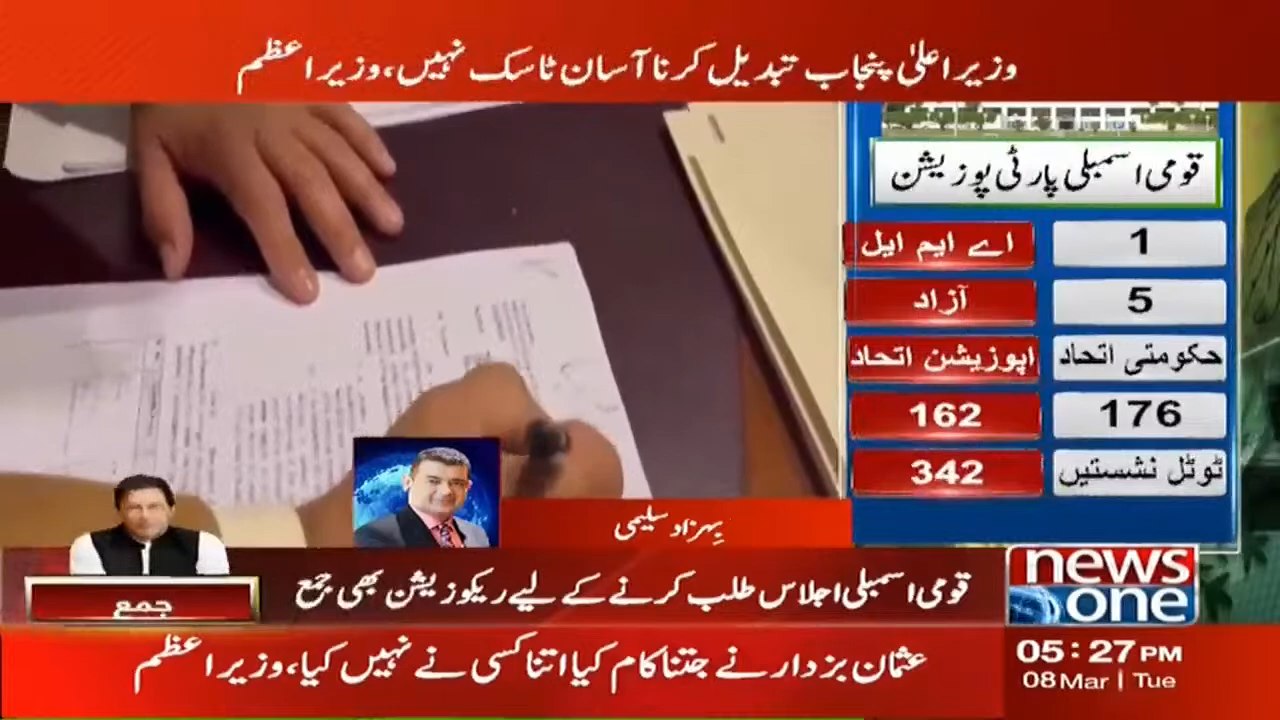 وزیراعلیٰ پنجاب تبدیل کرنا آسان ٹاسک نہیں، وزیراعظم
قومی اسمبلی پارٹی پوزیشن
اے ایم ایل 1
آزاد 5
اپوزیشن اتحاد حکومتی اتحاد
162 176
342 ٹوٹل نشستیں
بہزاد سلیمی
جمع
قومی اسمبلی اجلاس طلب کرنے کے لیے ریکوزیشن بھی جمع
news
one
عثمان بزدار نے جتنا کام کیا اتنا کسی نے نہیں کیا، وزیراعظم
05:27 PM
08 Mar | Tue